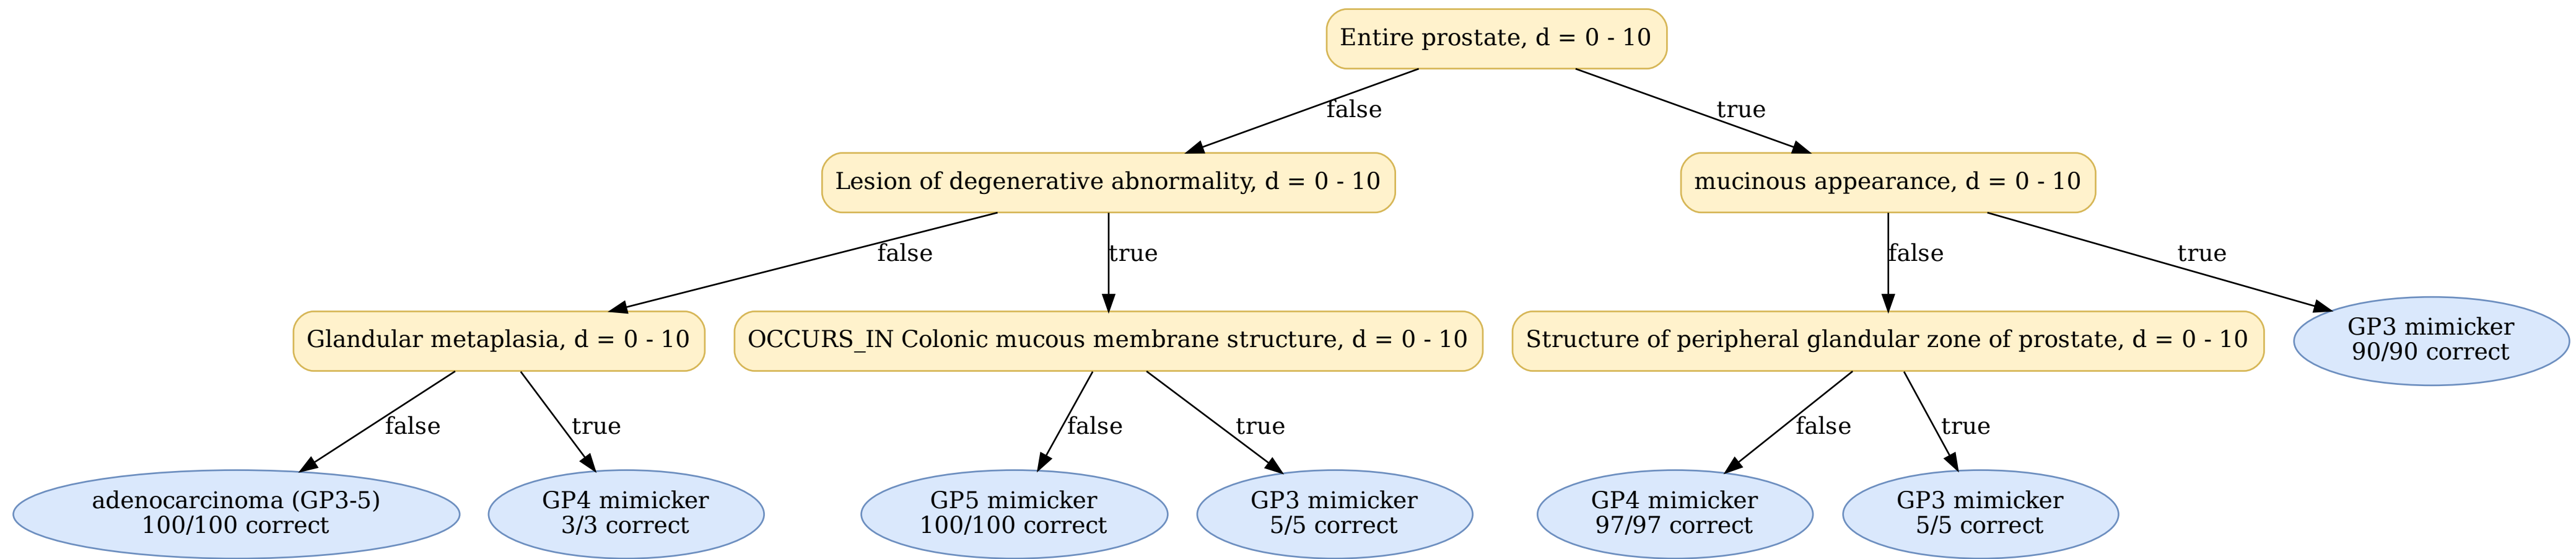 Entire prostate, d = 0 - 10
false
true
Lesion of degenerative abnormality, d = 0 - 10
mucinous appearance, d = 0 - 10
false
true
false
true
Glandular metaplasia, d = 0 - 10
OCCURS_IN Colonic mucous membrane structure, d = 0 - 10
Structure of peripheral glandular zone of prostate, d = 0 - 10
GP3 mimicker
90/90 correct
false
true
false
true
false
true
adenocarcinoma (GP3-5)
100/100 correct
GP4 mimicker
3/3 correct
GP5 mimicker
100/100 correct
GP3 mimicker
5/5 correct
GP4 mimicker
97/97 correct
GP3 mimicker
5/5 correct